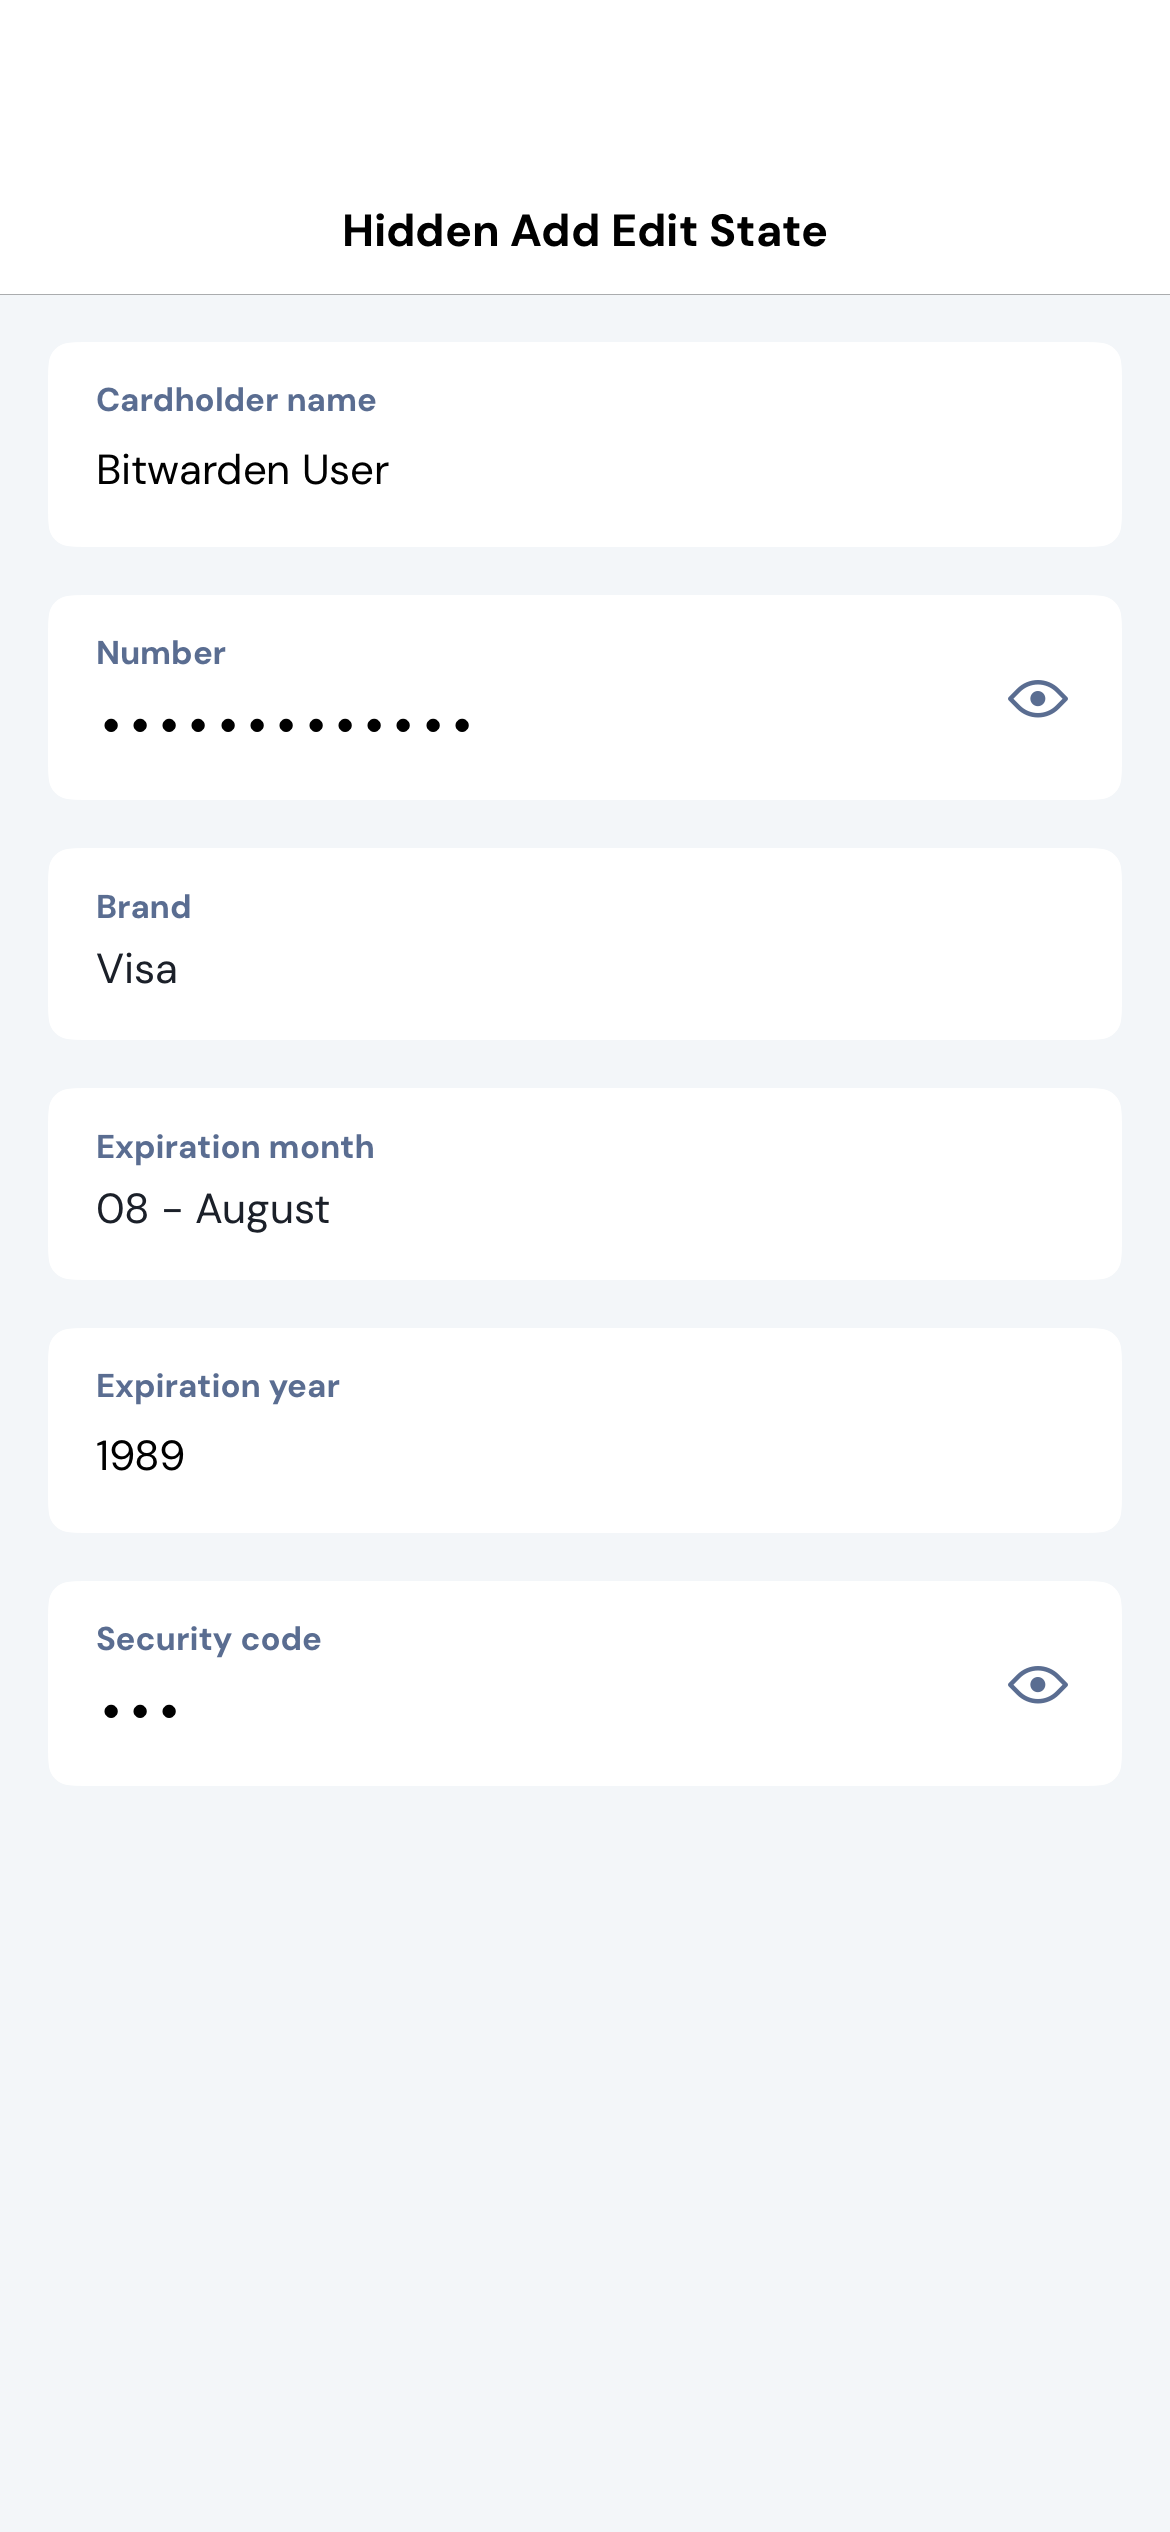 Hidden Add Edit State
Cardholder name
Bitwarden User
Number
•••••••••••••
Brand
Visa
Expiration month
08 - August
Expiration year
1989
Security code
•••